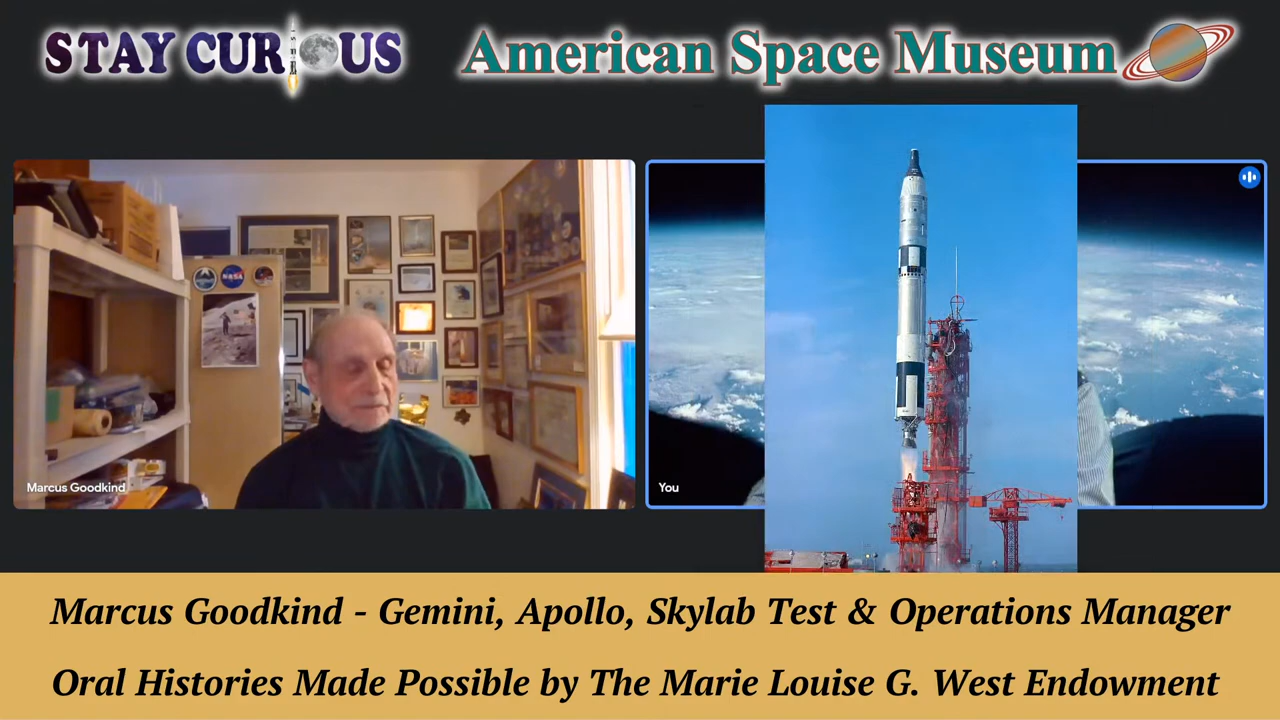 STAY CURIOUS
American Space Museum
NASA
Marcus Goodkind
You
Marcus Goodkind - Gemini, Apollo, Skylab Test & Operations Manager
Oral Histories Made Possible by The Marie Louise G. West Endowment